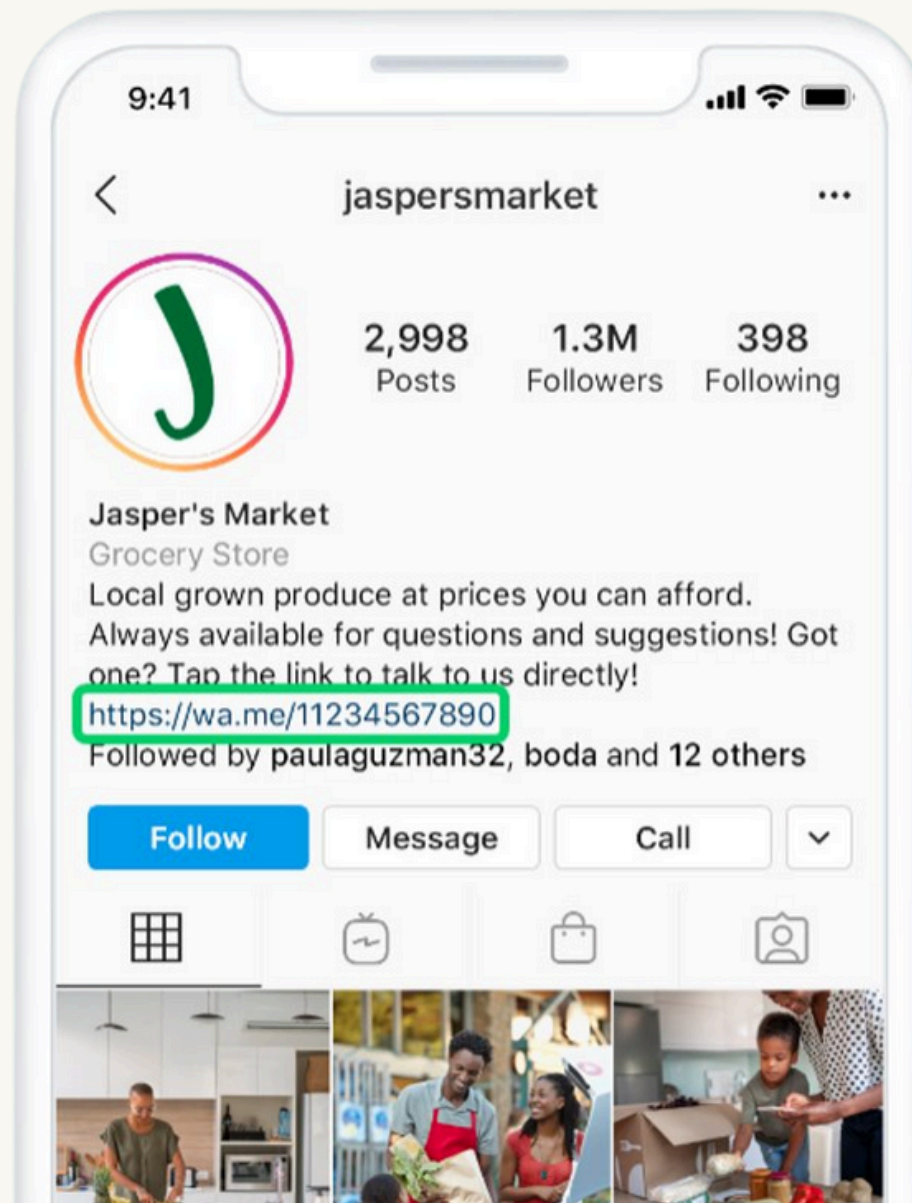 9:41
jaspersmarket
J
2,998 1.3M 398
Posts Followers Following
Jasper's Market
Grocery Store
Local grown produce at prices you can afford.
Always available for questions and suggestions! Got
one? Tap the link to talk to us directly!
https://wa.me/11234567890
Followed by paulaguzman32, boda and 12 others
Follow Message Call